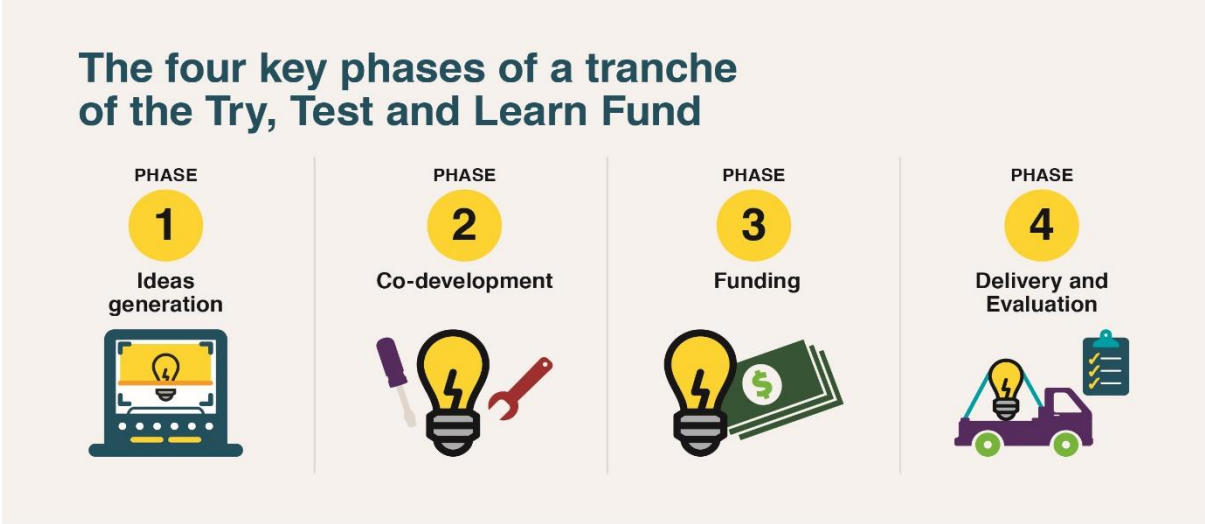 The four key phases of a tranche
of the Try, Test and Learn Fund
PHASE
1
Ideas
generation
PHASE
2
Co-development
PHASE
3
Funding
$
PHASE
4
Delivery and
Evaluation